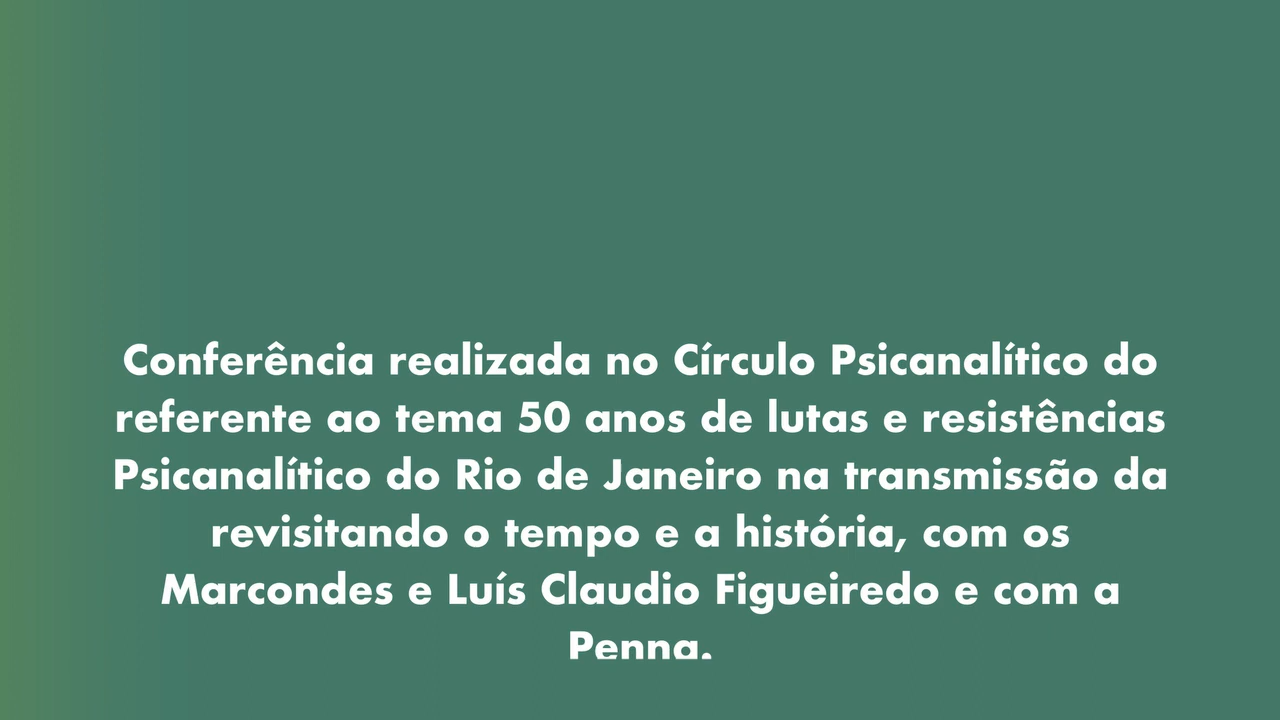 Conferência realizada no Círculo Psicanalítico do
referente ao tema 50 anos de lutas e resistências
Psicanalítico do Rio de Janeiro na transmissão da
revisitando o tempo e a história, com os
Marcondes e Luís Claudio Figueiredo e com a
Penna.